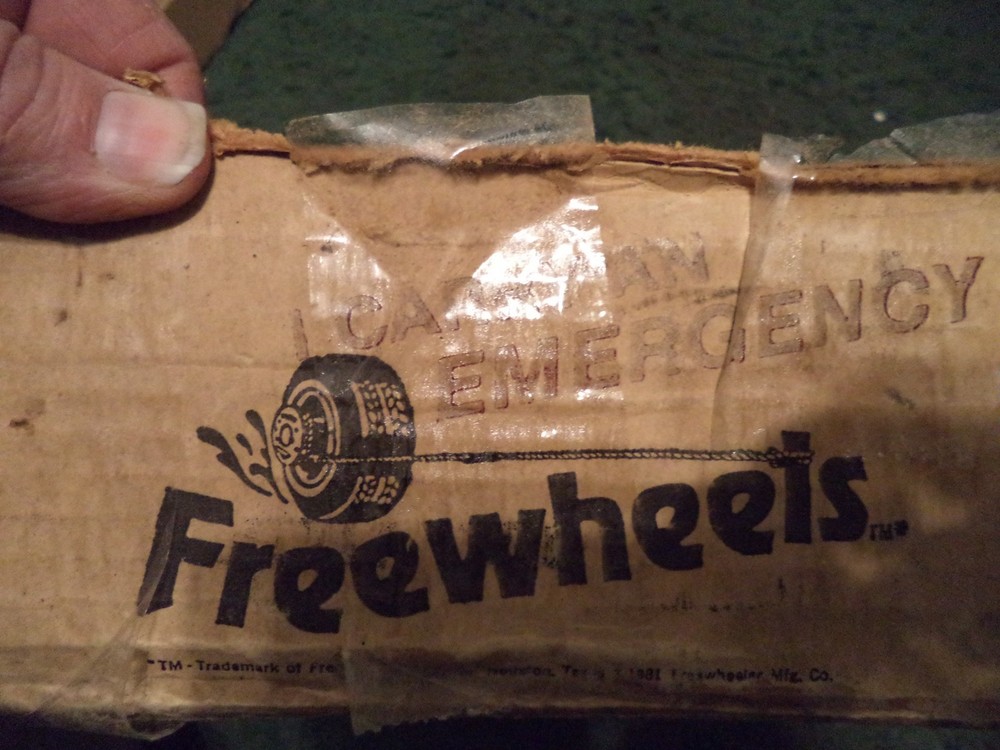 EMERGENCY
Freewheels TM*
"TM - Trademark of Houston, 1981 Freewheeler Mfg. Co.